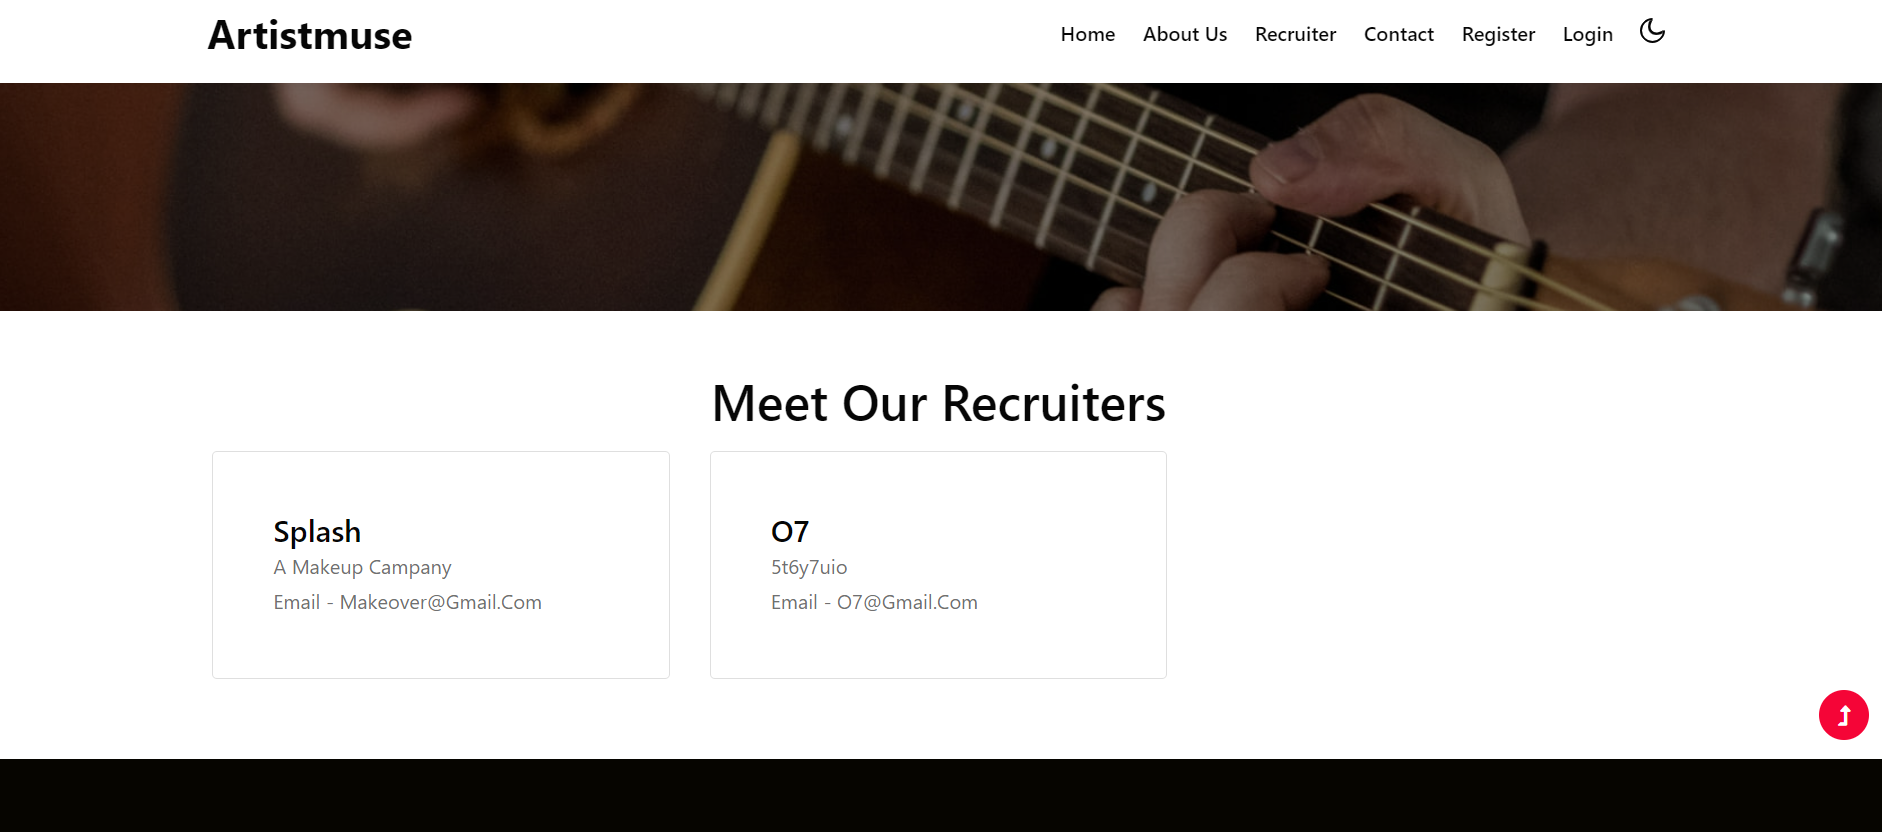 Artistmuse
Home About Us Recruiter Contact Register Login
Meet Our Recruiters
Splash
A Makeup Campany
Email - Makeover@Gmail.Com
O7
5t6y7uio
Email - O7@Gmail.Com